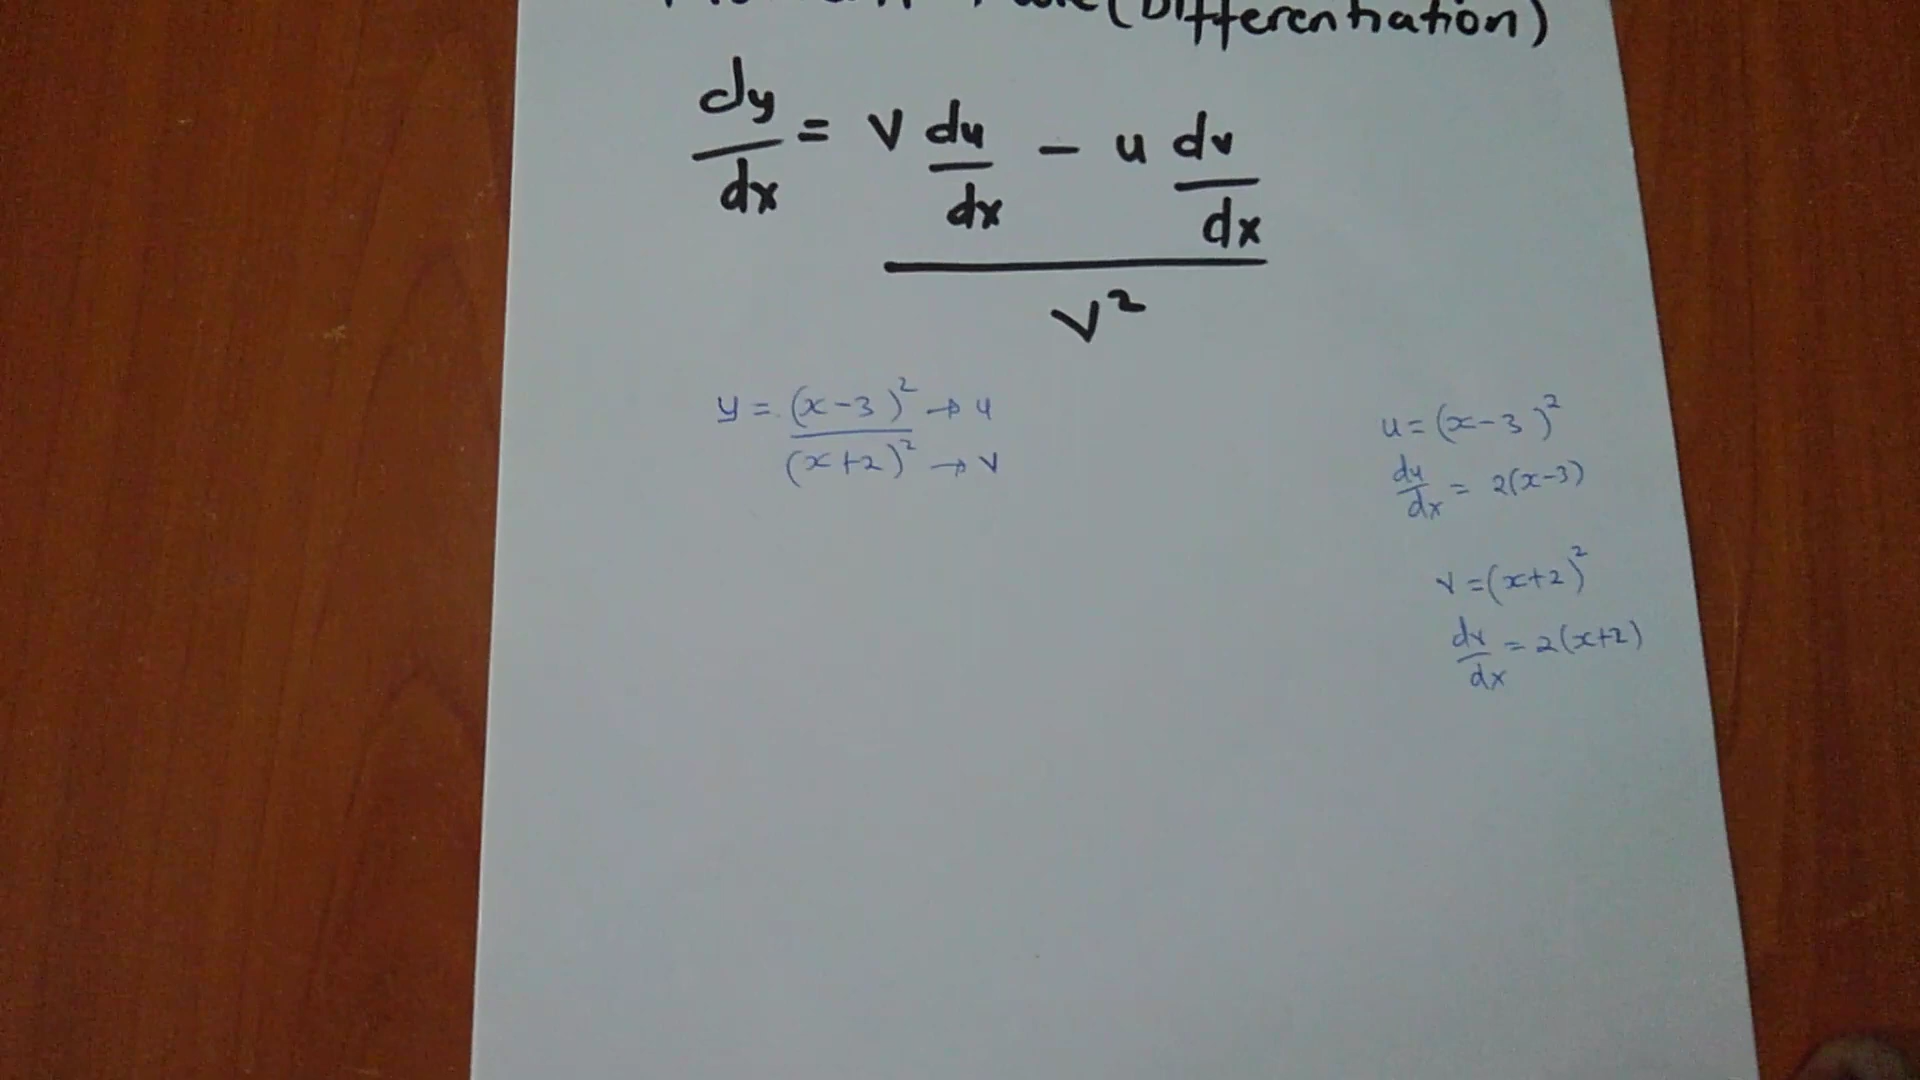 (Differentiation)
dy/dx = v du/dx - u dv/dx
v²
y = (x-3)² → u
(x+2)² → v
u = (x-3)²
du/dx = 2(x-3)
v = (x+2)²
dv/dx = 2(x+2)